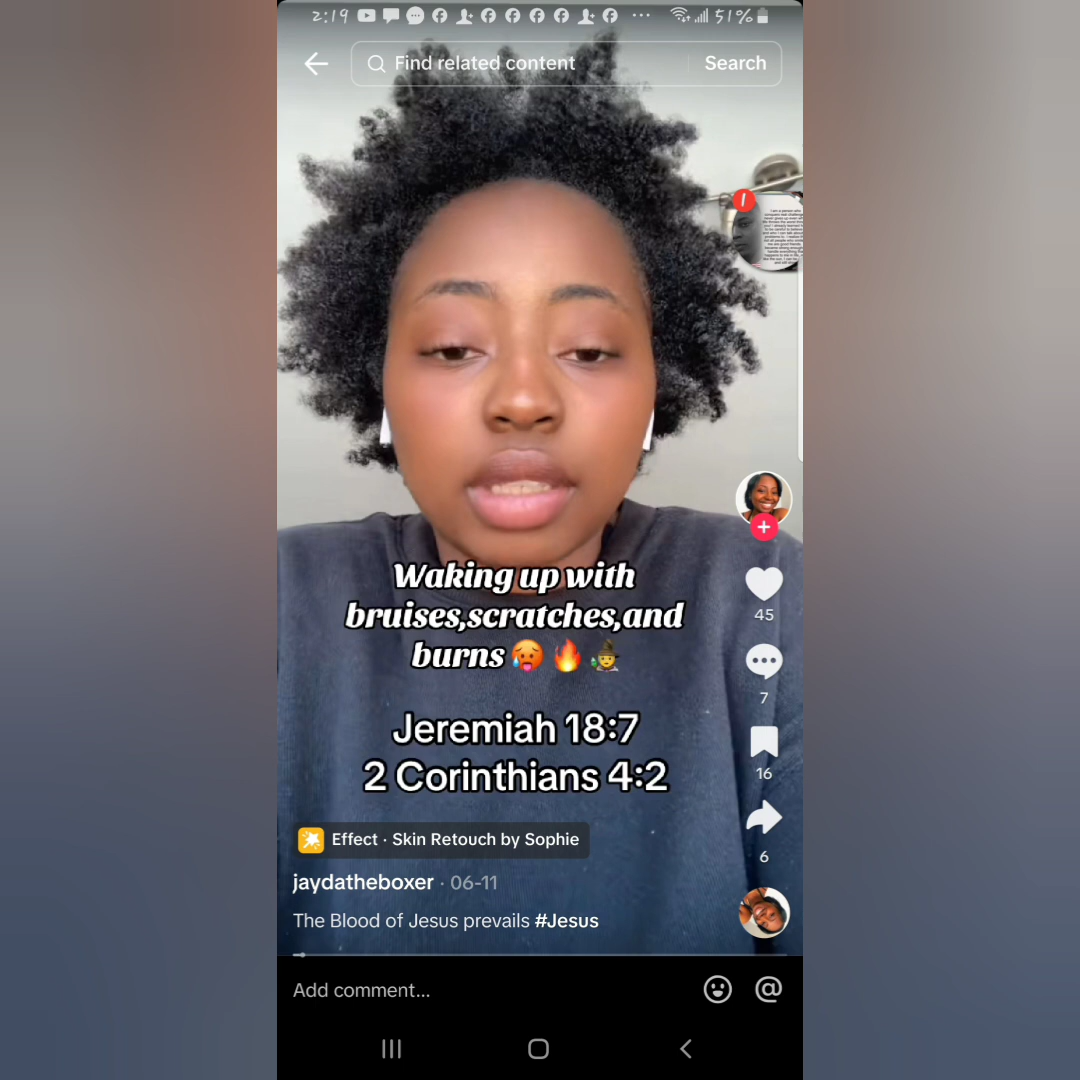 2:19
51%
Find related content
Search
Waking up with
bruises,scratches,and
burns 🥵 🔥 🧙‍♀️
Jeremiah 18:7
2 Corinthians 4:2
45
7
16
6
Effect · Skin Retouch by Sophie
jaydatheboxer · 06-11
The Blood of Jesus prevails #Jesus
Add comment...